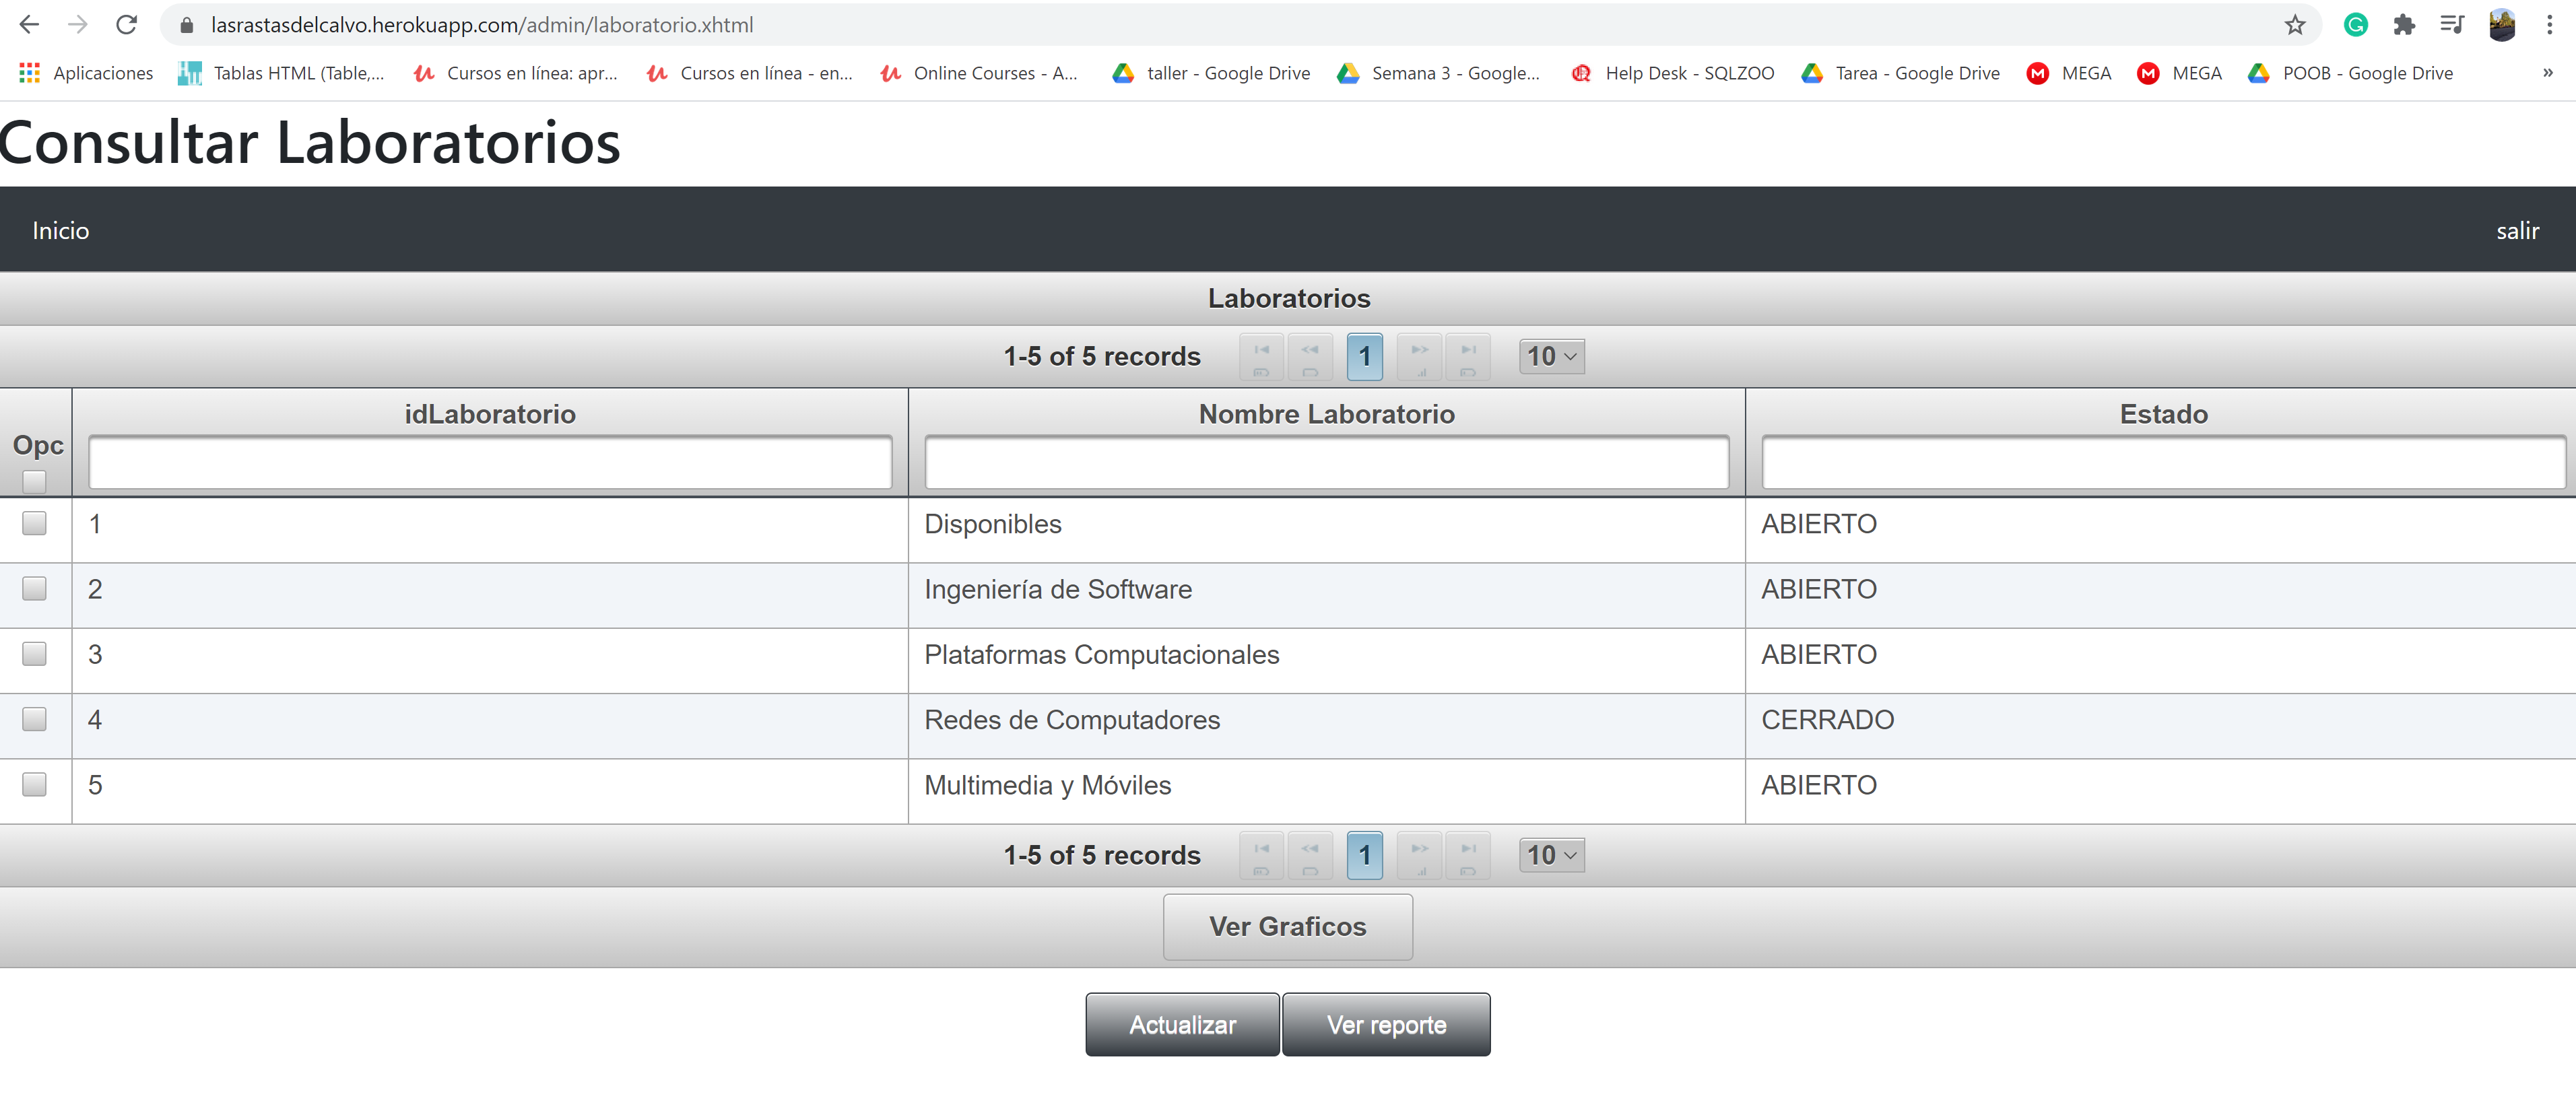 lasrastasdelcalvo.herokuapp.com/admin/laboratorio.xhtml
Aplicaciones Tablas HTML (Table,... Cursos en línea: apr... Cursos en línea - en... Online Courses - A... taller - Google Drive Semana 3 - Google... Help Desk - SQLZOO Tarea - Google Drive MEGA MEGA POOB - Google Drive »
Consultar Laboratorios
Inicio salir
Laboratorios
1-5 of 5 records 1 10
Opc idLaboratorio Nombre Laboratorio Estado
1 Disponibles ABIERTO
2 Ingeniería de Software ABIERTO
3 Plataformas Computacionales ABIERTO
4 Redes de Computadores CERRADO
5 Multimedia y Móviles ABIERTO
1-5 of 5 records 1 10
Ver Graficos
Actualizar Ver reporte